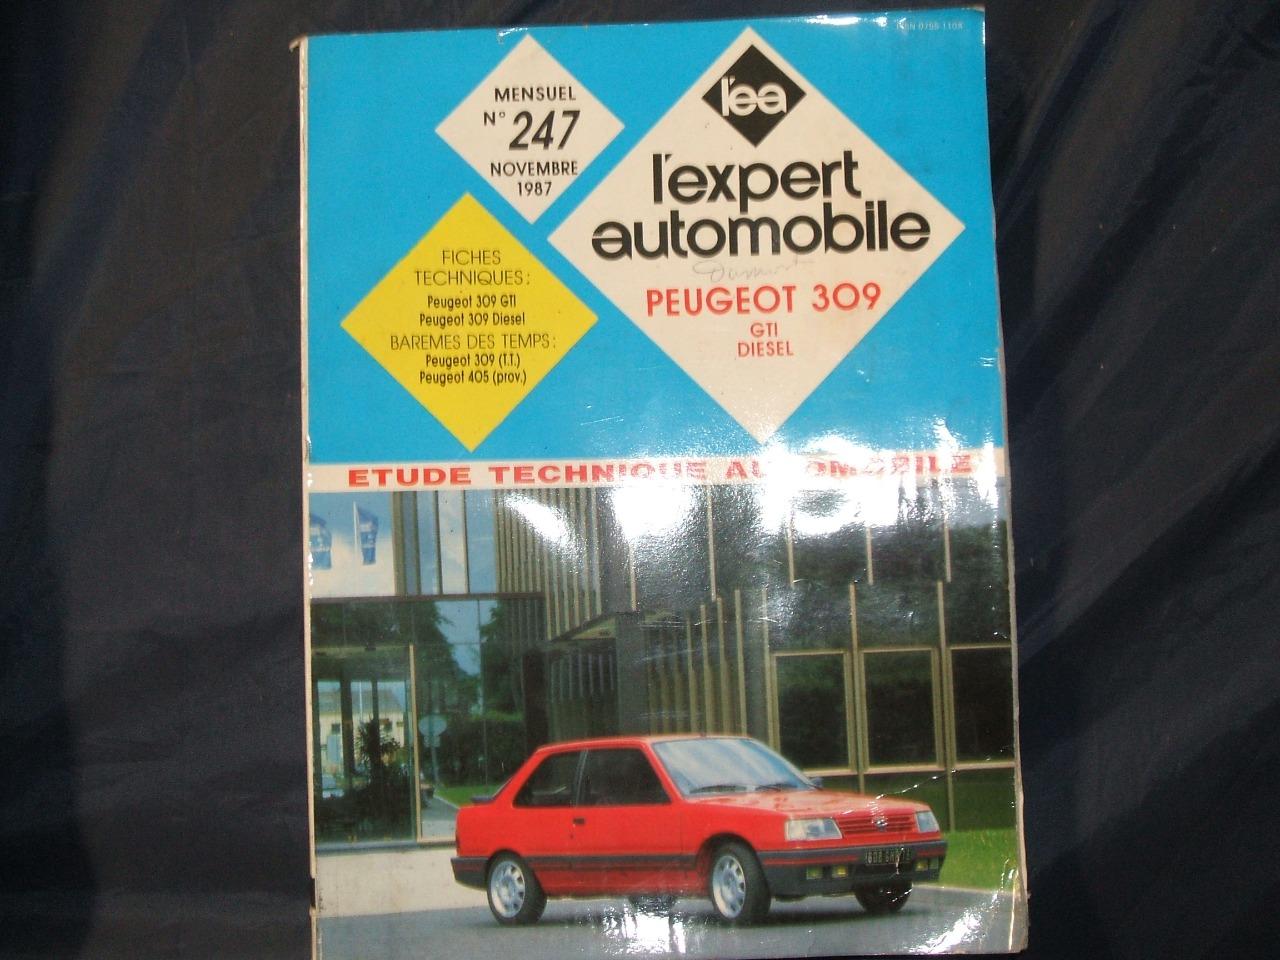 MENSUEL
N° 247
NOVEMBRE
1987
l'ea
l'expert
automobile
PEUGEOT 309
GTI
DIESEL
FICHES
TECHNIQUES :
Peugeot 309 GTI
Peugeot 309 Diesel
BAREMES DES TEMPS :
Peugeot 309 (T.T.)
Peugeot 405 (prov.)
ETUDE TECHNIQUE AUTOMOBILE